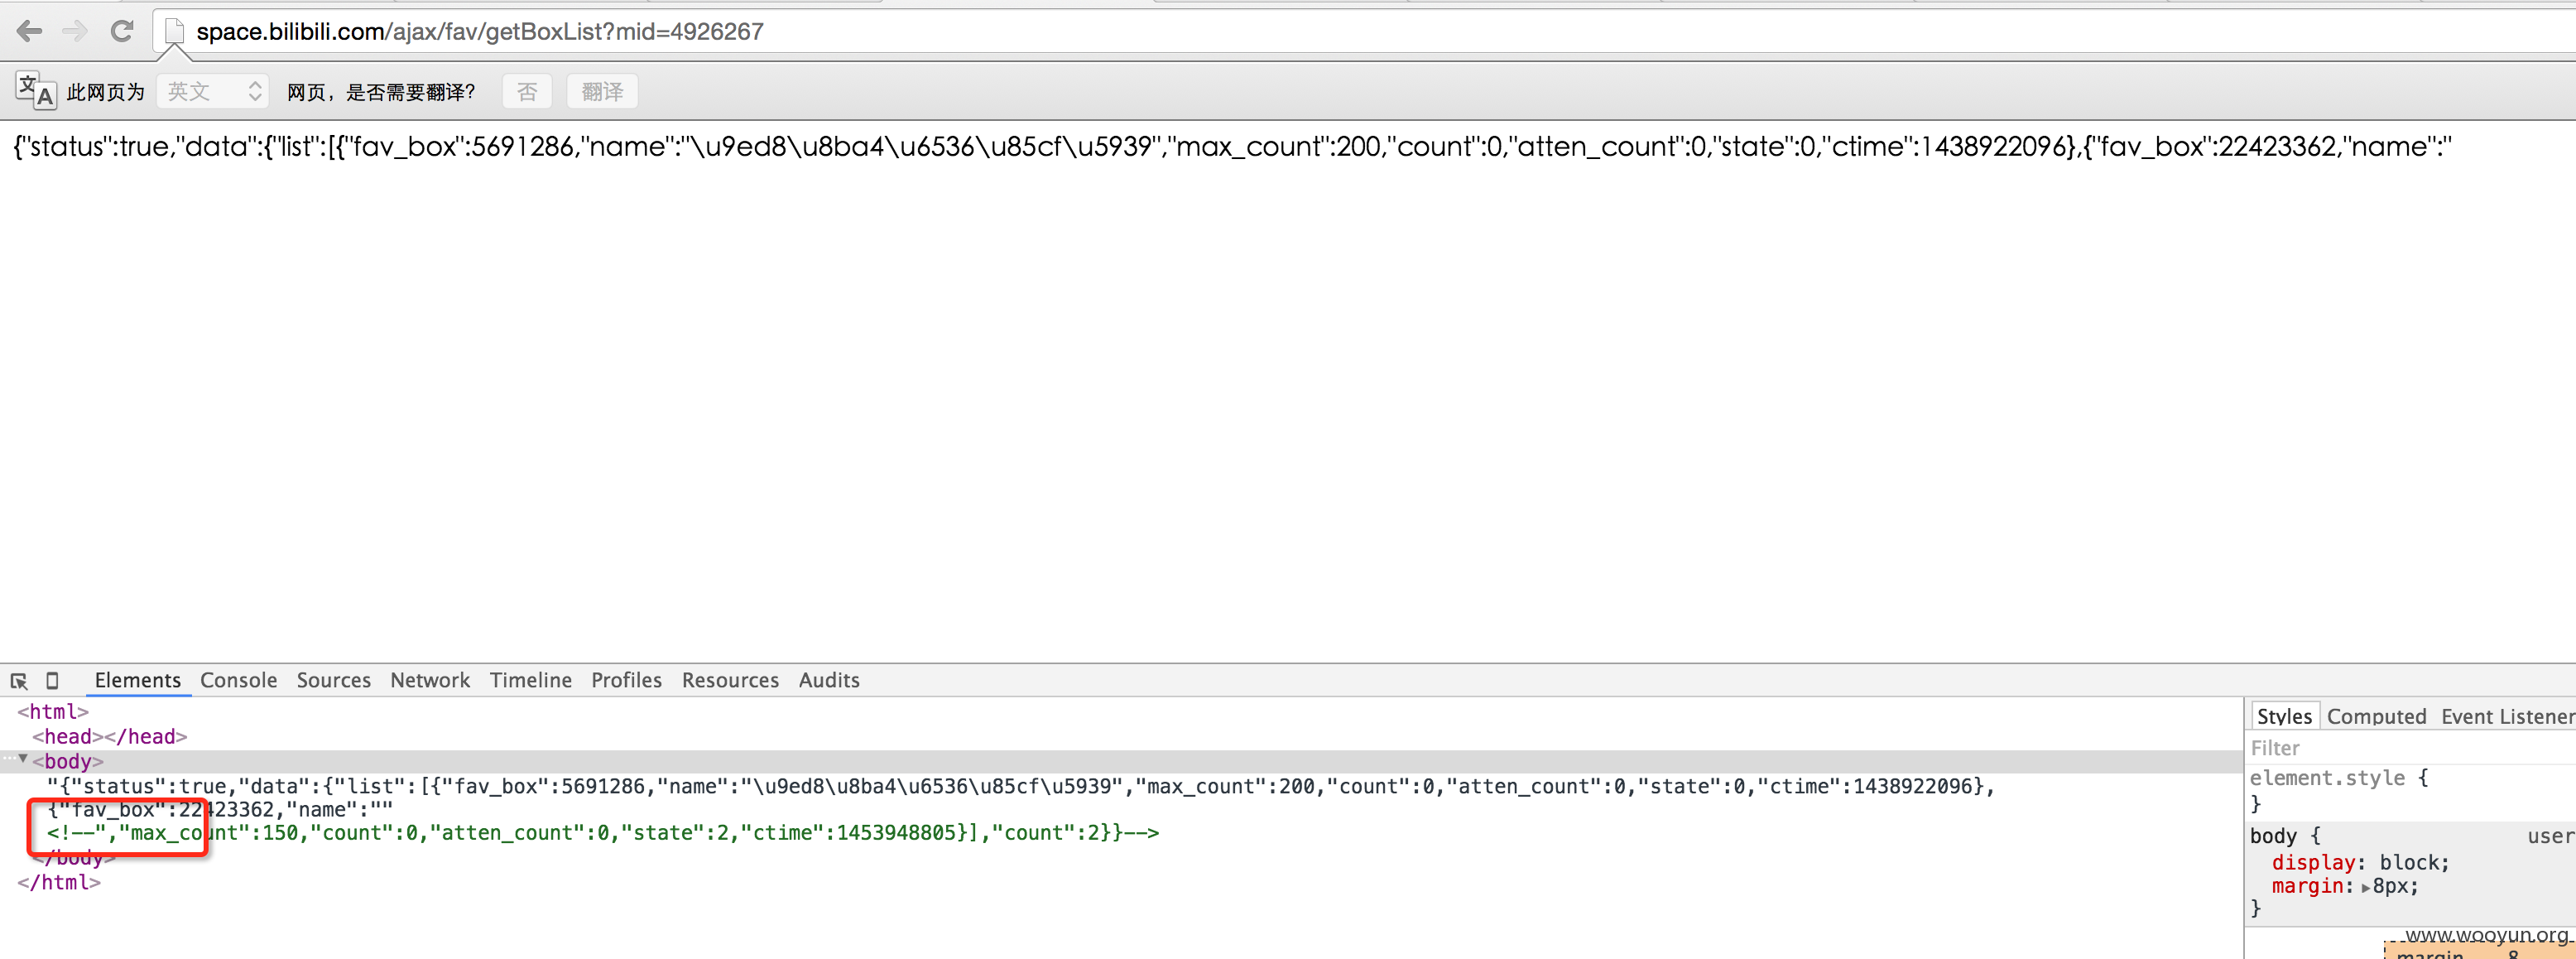 space.bilibili.com/ajax/fav/getBoxList?mid=4926267
文A 此网页为 英文 网页，是否需要翻译? 否 翻译
{"status":true,"data":{"list":[{"fav_box":5691286,"name":"\u9ed8\u8ba4\u6536\u85cf\u5939","max_count":200,"count":0,"atten_count":0,"state":0,"ctime":1438922096},{"fav_box":22423362,"name":"
Elements Console Sources Network Timeline Profiles Resources Audits
<html>
<head></head>
<body>
"{"status":true,"data":{"list":[{"fav_box":5691286,"name":"\u9ed8\u8ba4\u6536\u85cf\u5939","max_count":200,"count":0,"atten_count":0,"state":0,"ctime":1438922096},
{"fav_box":22423362,"name":""
<!--","max_count":150,"count":0,"atten_count":0,"state":2,"ctime":1453948805}],"count":2}}-->
</body>
</html>
Styles Computed Event Listener
Filter
element.style {
}
body { user
display: block;
margin: 8px;
}
www.wooyun.org
margin 8